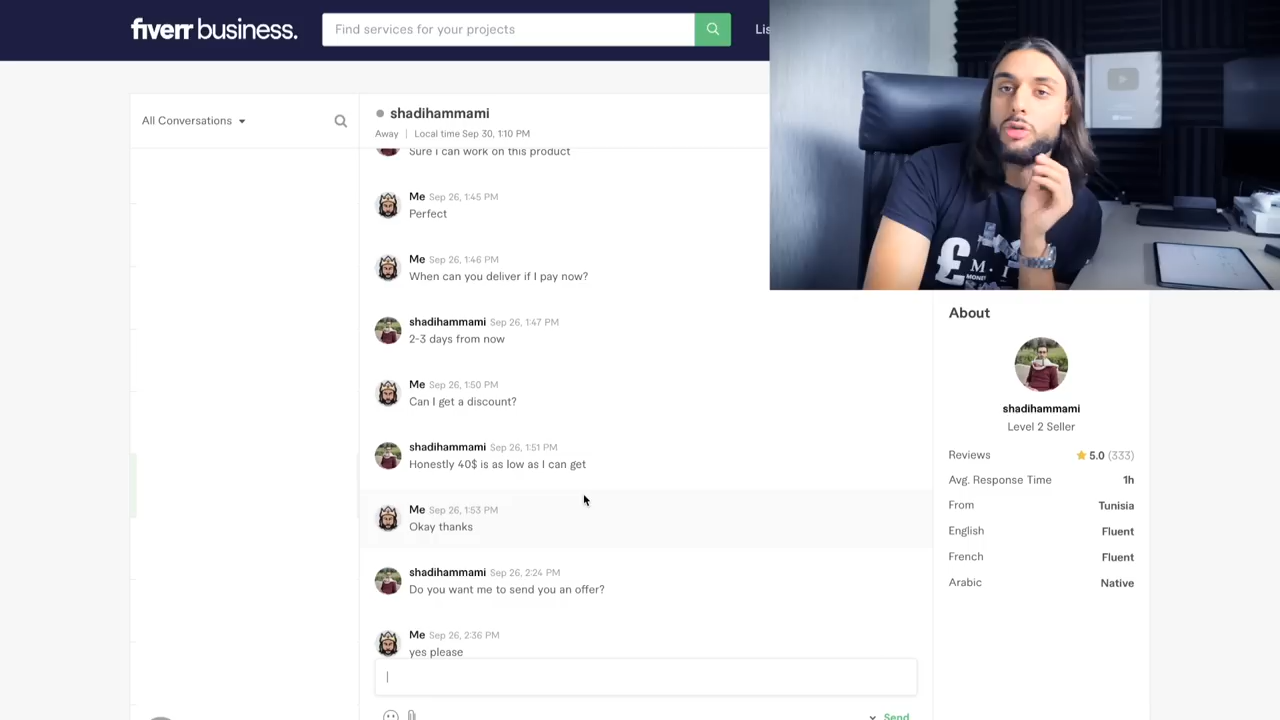 fiverr business.
Find services for your projects
Lis
All Conversations
shadihammami
Away | Local time Sep 30, 1:10 PM
Sure I can work on this product
Me Sep 26, 1:45 PM
Perfect
Me Sep 26, 1:46 PM
When can you deliver if I pay now?
shadihammami Sep 26, 1:47 PM
2-3 days from now
Me Sep 26, 1:50 PM
Can I get a discount?
shadihammami Sep 26, 1:51 PM
Honestly 40$ is as low as I can get
Me Sep 26, 1:53 PM
Okay thanks
shadihammami Sep 26, 2:24 PM
Do you want me to send you an offer?
Me Sep 26, 2:36 PM
yes please
Send
About
shadihammami
Level 2 Seller
Reviews 5.0 (333)
Avg. Response Time 1h
From Tunisia
English Fluent
French Fluent
Arabic Native
£ M.I